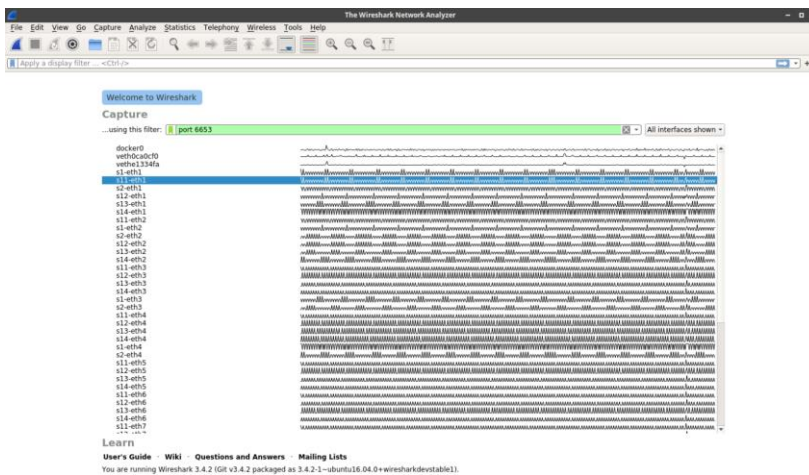 The Wireshark Network Analyzer
File Edit View Go Capture Analyze Statistics Telephony Wireless Tools Help
Apply a display filter ... <Ctrl-/>
Welcome to Wireshark
Capture
...using this filter: port 6653 All interfaces shown
docker0
veth0ca0cf0
vethe1334fa
s1-eth1
s11-eth1
s2-eth1
s12-eth1
s13-eth1
s14-eth1
s11-eth2
s1-eth2
s2-eth2
s12-eth2
s13-eth2
s14-eth2
s11-eth3
s12-eth3
s13-eth3
s14-eth3
s1-eth3
s2-eth3
s11-eth4
s12-eth4
s13-eth4
s14-eth4
s1-eth4
s2-eth4
s11-eth5
s12-eth5
s13-eth5
s14-eth5
s11-eth6
s12-eth6
s13-eth6
s14-eth6
s11-eth7
Learn
User's Guide · Wiki · Questions and Answers · Mailing Lists
You are running Wireshark 3.4.2 (Git v3.4.2 packaged as 3.4.2-1~ubuntu16.04.0+wiresharkdevstable1).